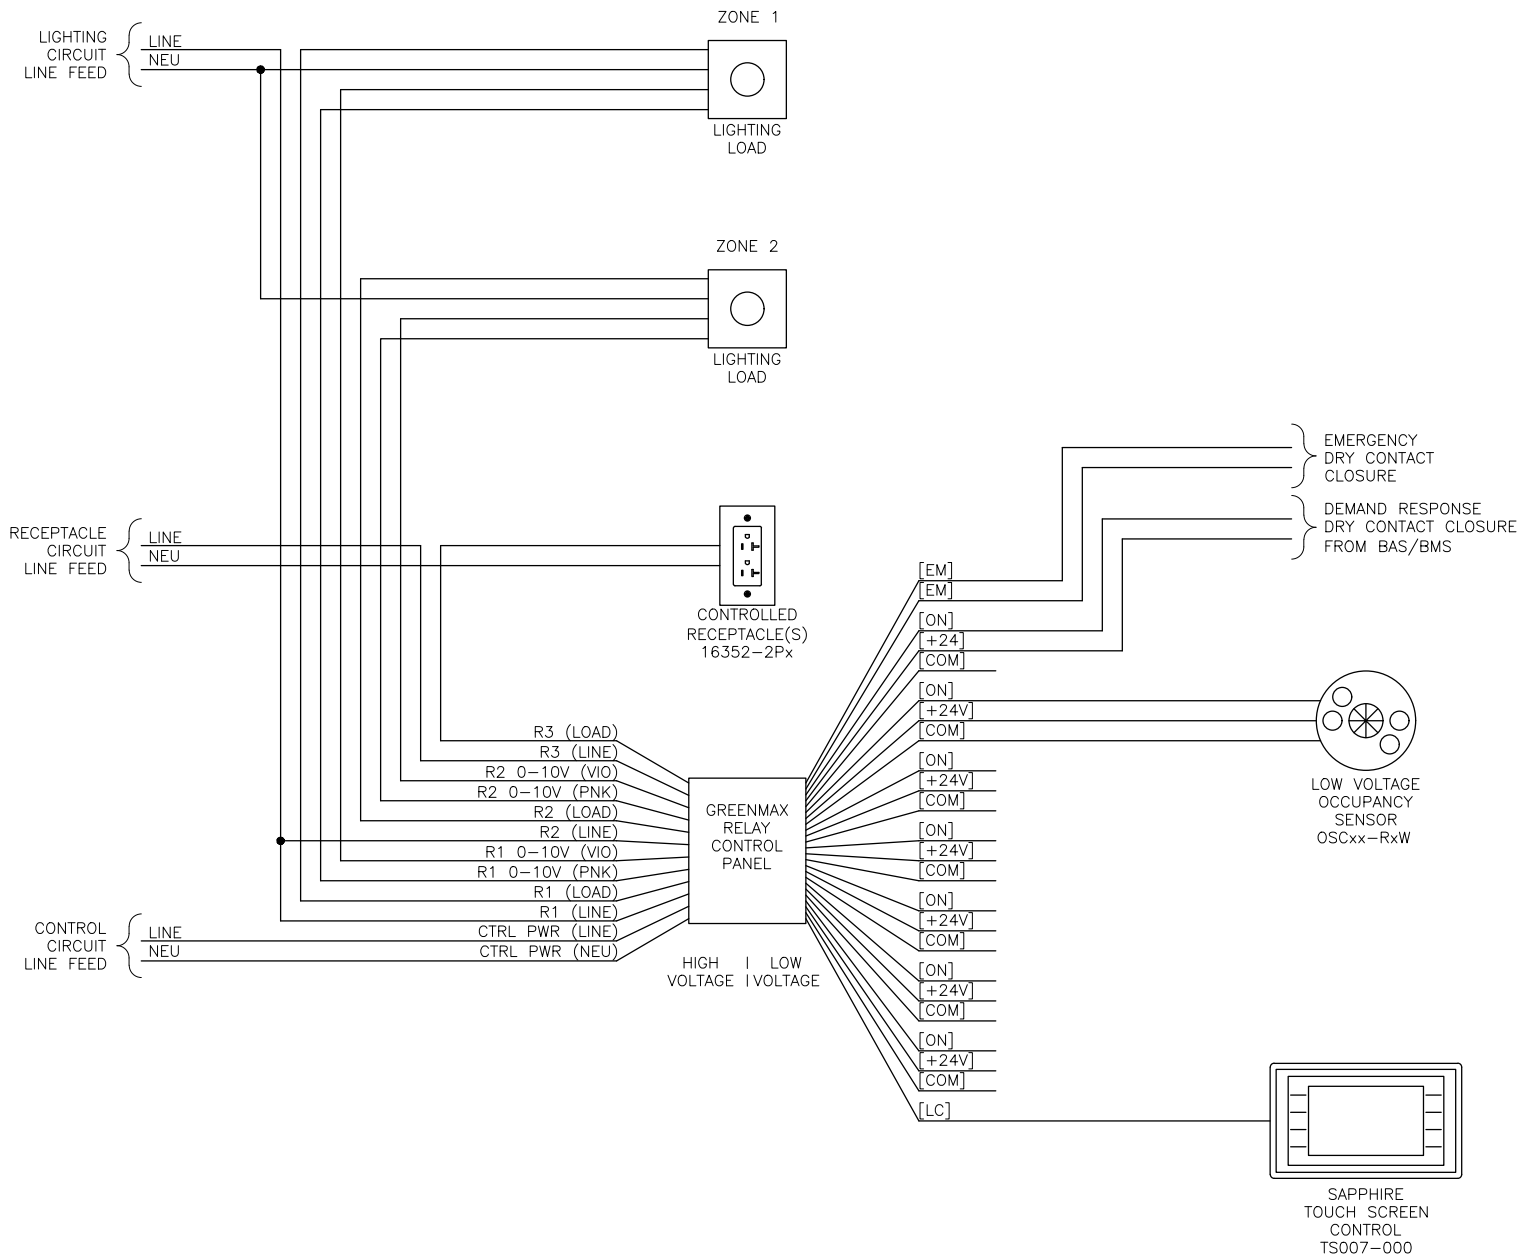 ZONE 1
LIGHTING
CIRCUIT
LINE FEED
LINE
NEU
LIGHTING
LOAD
ZONE 2
LIGHTING
LOAD
EMERGENCY
DRY CONTACT
CLOSURE
DEMAND RESPONSE
DRY CONTACT CLOSURE
FROM BAS/BMS
RECEPTACLE
CIRCUIT
LINE FEED
LINE
NEU
CONTROLLED
RECEPTACLE(S)
16352-2Px
[EM]
[EM]
[ON]
[+24]
[COM]
[ON]
[+24V]
[COM]
[ON]
[+24V]
[COM]
[ON]
[+24V]
[COM]
[ON]
[+24V]
[COM]
[ON]
[+24V]
[COM]
[ON]
[+24V]
[COM]
[LC]
LOW VOLTAGE
OCCUPANCY
SENSOR
OSCxx-RxW
R3 (LOAD)
R3 (LINE)
R2 0-10V (VIO)
R2 0-10V (PNK)
R2 (LOAD)
R2 (LINE)
R1 0-10V (VIO)
R1 0-10V (PNK)
R1 (LOAD)
R1 (LINE)
CTRL PWR (LINE)
CTRL PWR (NEU)
GREENMAX
RELAY
CONTROL
PANEL
CONTROL
CIRCUIT
LINE FEED
LINE
NEU
HIGH | LOW
VOLTAGE | VOLTAGE
SAPPHIRE
TOUCH SCREEN
CONTROL
TS007-000